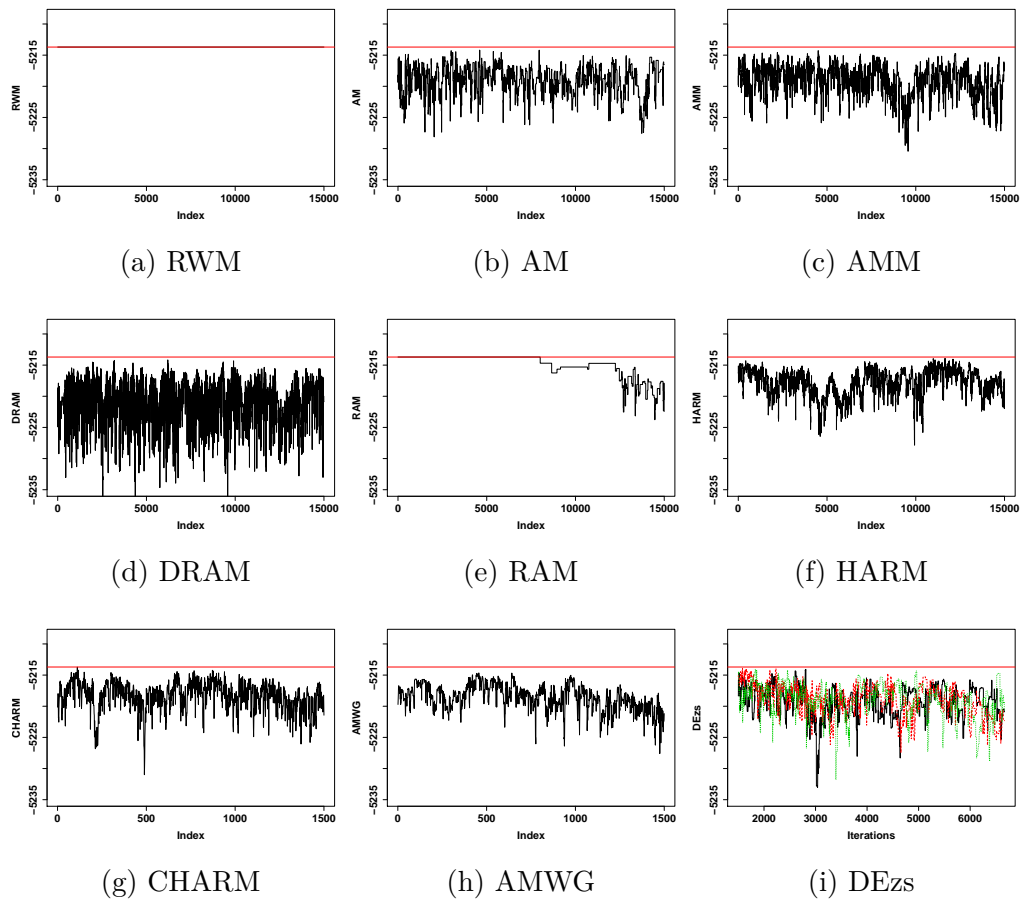 -5215
-5225
-5235
RWM
0 5000 10000 15000
Index
(a) RWM
-5215
-5225
-5235
AM
0 5000 10000 15000
Index
(b) AM
-5215
-5225
-5235
AMM
0 5000 10000 15000
Index
(c) AMM
-5215
-5225
-5235
DRAM
0 5000 10000 15000
Index
(d) DRAM
-5215
-5225
-5235
RAM
0 5000 10000 15000
Index
(e) RAM
-5215
-5225
-5235
HARM
0 5000 10000 15000
Index
(f) HARM
-5215
-5225
-5235
CHARM
0 500 1000 1500
Index
(g) CHARM
-5215
-5225
-5235
AMWG
0 500 1000 1500
Index
(h) AMWG
-5215
-5225
-5235
DEzs
2000 3000 4000 5000 6000
Iterations
(i) DEzs